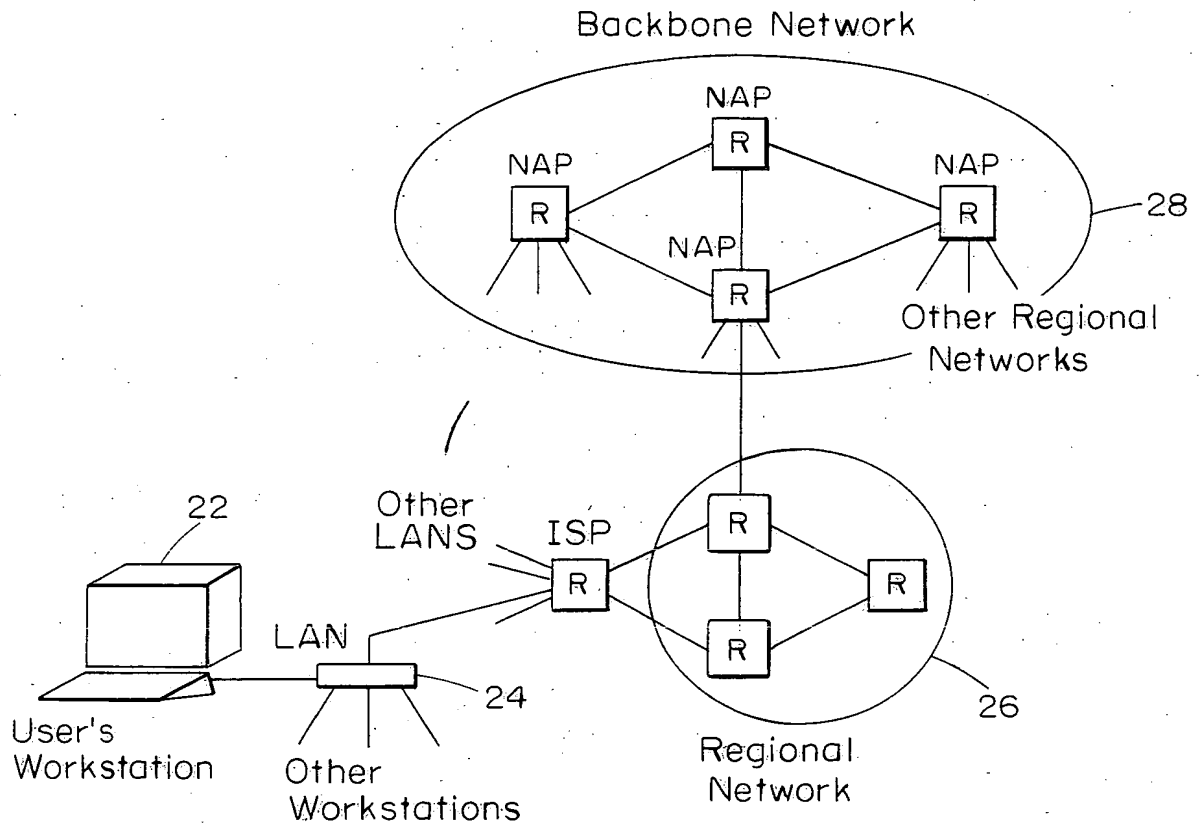 Backbone Network
NAP
R
NAP
R
NAP
R
28
NAP
R
Other Regional
Networks
22
Other
LANS
ISP
R
R
R
R
LAN
24
26
User's
Workstation
Other
Workstations
Regional
Network